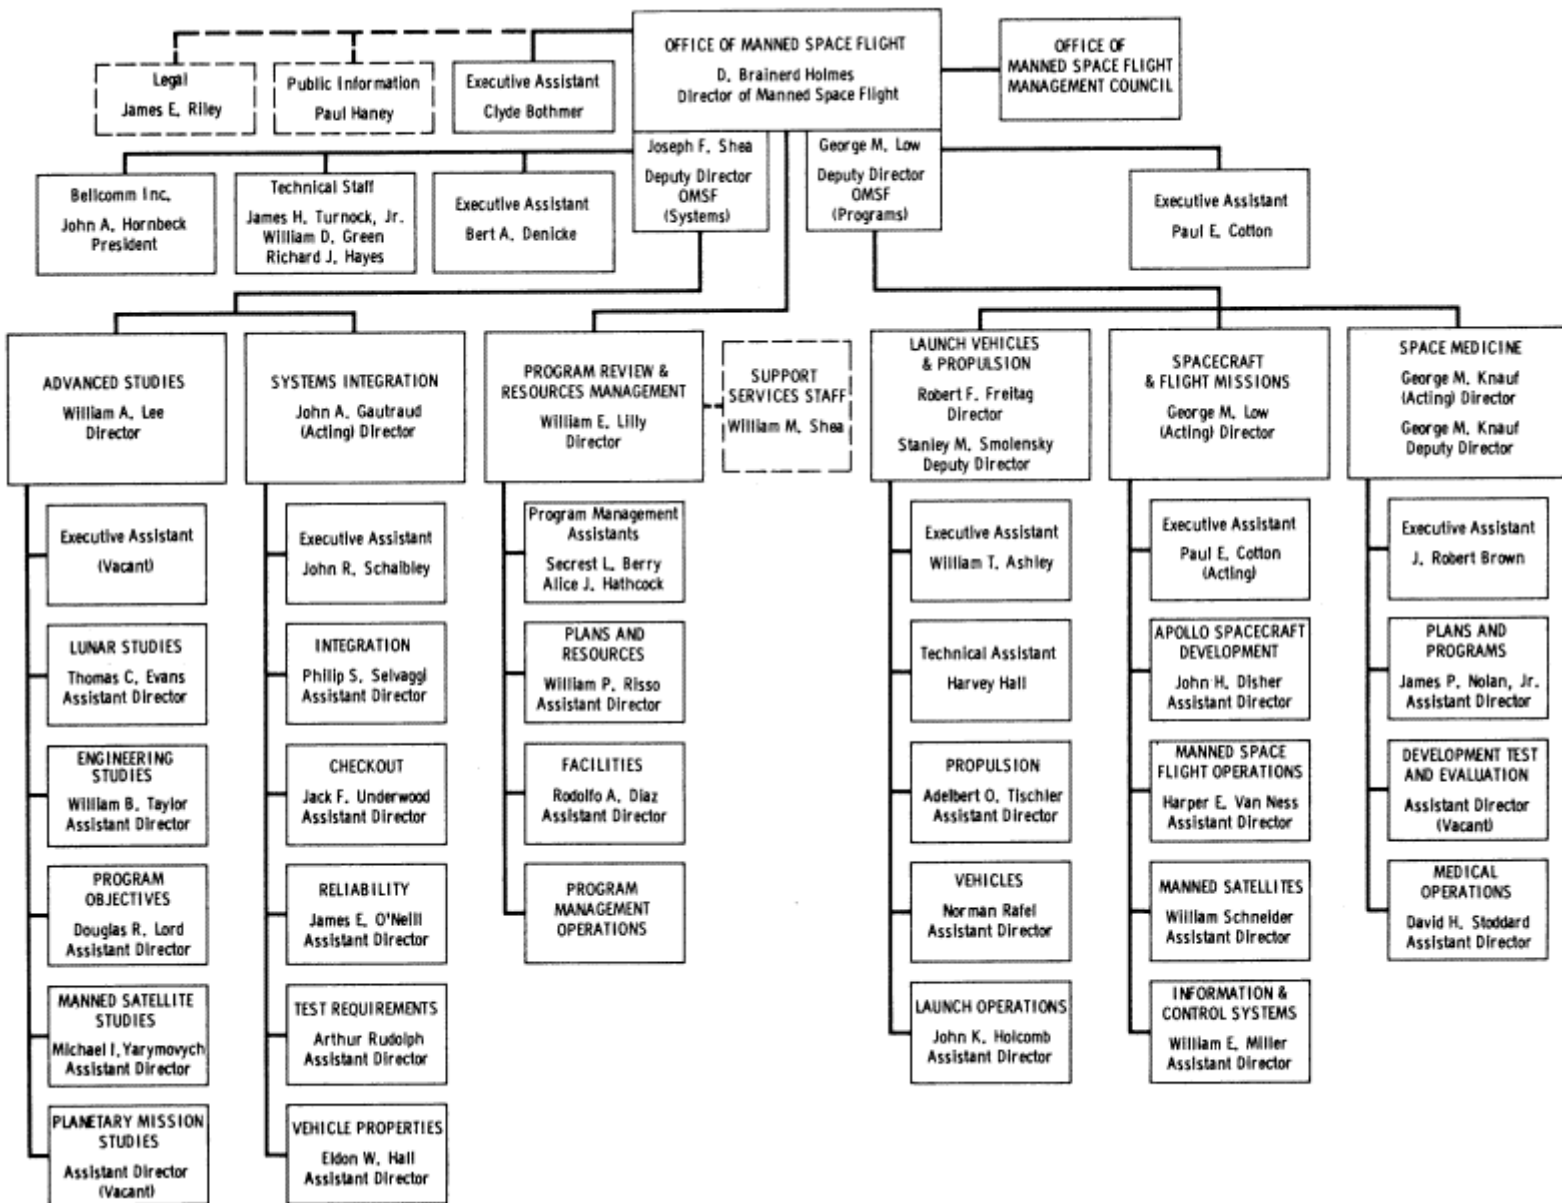 OFFICE OF MANNED SPACE FLIGHT
D. Brainerd Holmes
Director of Manned Space Flight
OFFICE OF
MANNED SPACE FLIGHT
MANAGEMENT COUNCIL
Legal
James E. Riley
Public Information
Paul Haney
Executive Assistant
Clyde Bothmer
Joseph F. Shea
Deputy Director
OMSF
(Systems)
George M. Low
Deputy Director
OMSF
(Programs)
Bellcomm Inc.
John A. Hornbeck
President
Technical Staff
James H. Turnock, Jr.
William D. Green
Richard J. Hayes
Executive Assistant
Bert A. Denicke
Executive Assistant
Paul E. Cotton
ADVANCED STUDIES
William A. Lee
Director
SYSTEMS INTEGRATION
John A. Gautraud
(Acting) Director
PROGRAM REVIEW &
RESOURCES MANAGEMENT
William E. Lilly
Director
SUPPORT
SERVICES STAFF
William M. Shea
LAUNCH VEHICLES
& PROPULSION
Robert F. Freitag
Director
Stanley M. Smolensky
Deputy Director
SPACECRAFT
& FLIGHT MISSIONS
George M. Low
(Acting) Director
SPACE MEDICINE
George M. Knauf
(Acting) Director
George M. Knauf
Deputy Director
Executive Assistant
(Vacant)
LUNAR STUDIES
Thomas C. Evans
Assistant Director
ENGINEERING
STUDIES
William B. Taylor
Assistant Director
PROGRAM
OBJECTIVES
Douglas R. Lord
Assistant Director
MANNED SATELLITE
STUDIES
Michael I. Yarymovych
Assistant Director
PLANETARY MISSION
STUDIES
Assistant Director
(Vacant)
Executive Assistant
John R. Schaibley
INTEGRATION
Philip S. Selvaggi
Assistant Director
CHECKOUT
Jack F. Underwood
Assistant Director
RELIABILITY
James E. O'Neill
Assistant Director
TEST REQUIREMENTS
Arthur Rudolph
Assistant Director
VEHICLE PROPERTIES
Eldon W. Hall
Assistant Director
Program Management
Assistants
Secrest L. Berry
Alice J. Hathcock
PLANS AND
RESOURCES
William P. Risso
Assistant Director
FACILITIES
Rodolfo A. Diaz
Assistant Director
PROGRAM
MANAGEMENT
OPERATIONS
Executive Assistant
William T. Ashley
Technical Assistant
Harvey Hall
PROPULSION
Adelbert O. Tischler
Assistant Director
VEHICLES
Norman Rafel
Assistant Director
LAUNCH OPERATIONS
John K. Holcomb
Assistant Director
Executive Assistant
Paul E. Cotton
(Acting)
APOLLO SPACECRAFT
DEVELOPMENT
John H. Disher
Assistant Director
MANNED SPACE
FLIGHT OPERATIONS
Harper E. Van Ness
Assistant Director
MANNED SATELLITES
William Schneider
Assistant Director
INFORMATION &
CONTROL SYSTEMS
William E. Miller
Assistant Director
Executive Assistant
J. Robert Brown
PLANS AND
PROGRAMS
James P. Nolan, Jr.
Assistant Director
DEVELOPMENT TEST
AND EVALUATION
Assistant Director
(Vacant)
MEDICAL
OPERATIONS
David H. Stoddard
Assistant Director